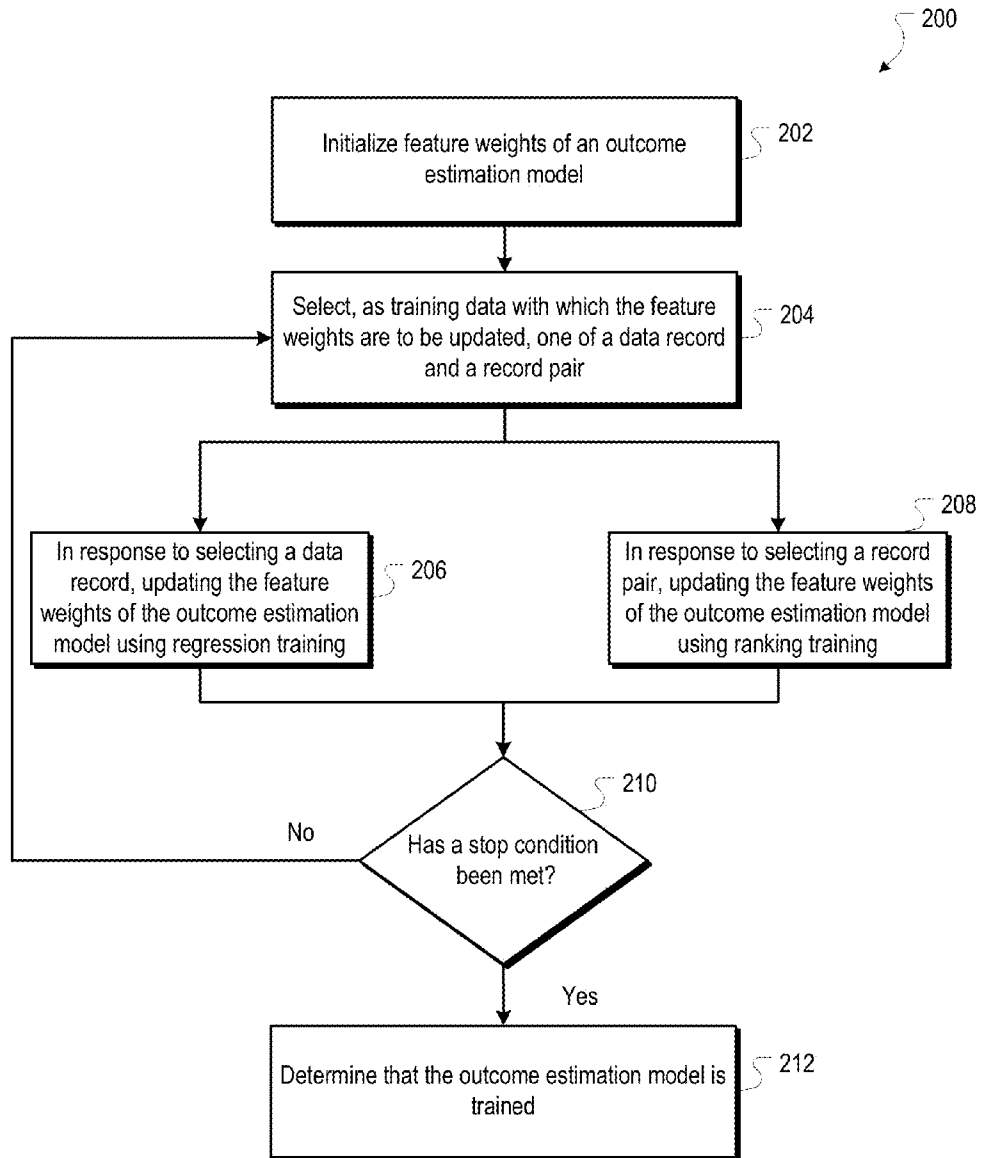 200
Initialize feature weights of an outcome
estimation model
202
Select, as training data with which the feature
weights are to be updated, one of a data record
and a record pair
204
In response to selecting a data
record, updating the feature
weights of the outcome estimation
model using regression training
206
In response to selecting a record
pair, updating the feature weights
of the outcome estimation model
using ranking training
208
Has a stop condition
been met?
210
No
Yes
Determine that the outcome estimation model is
trained
212